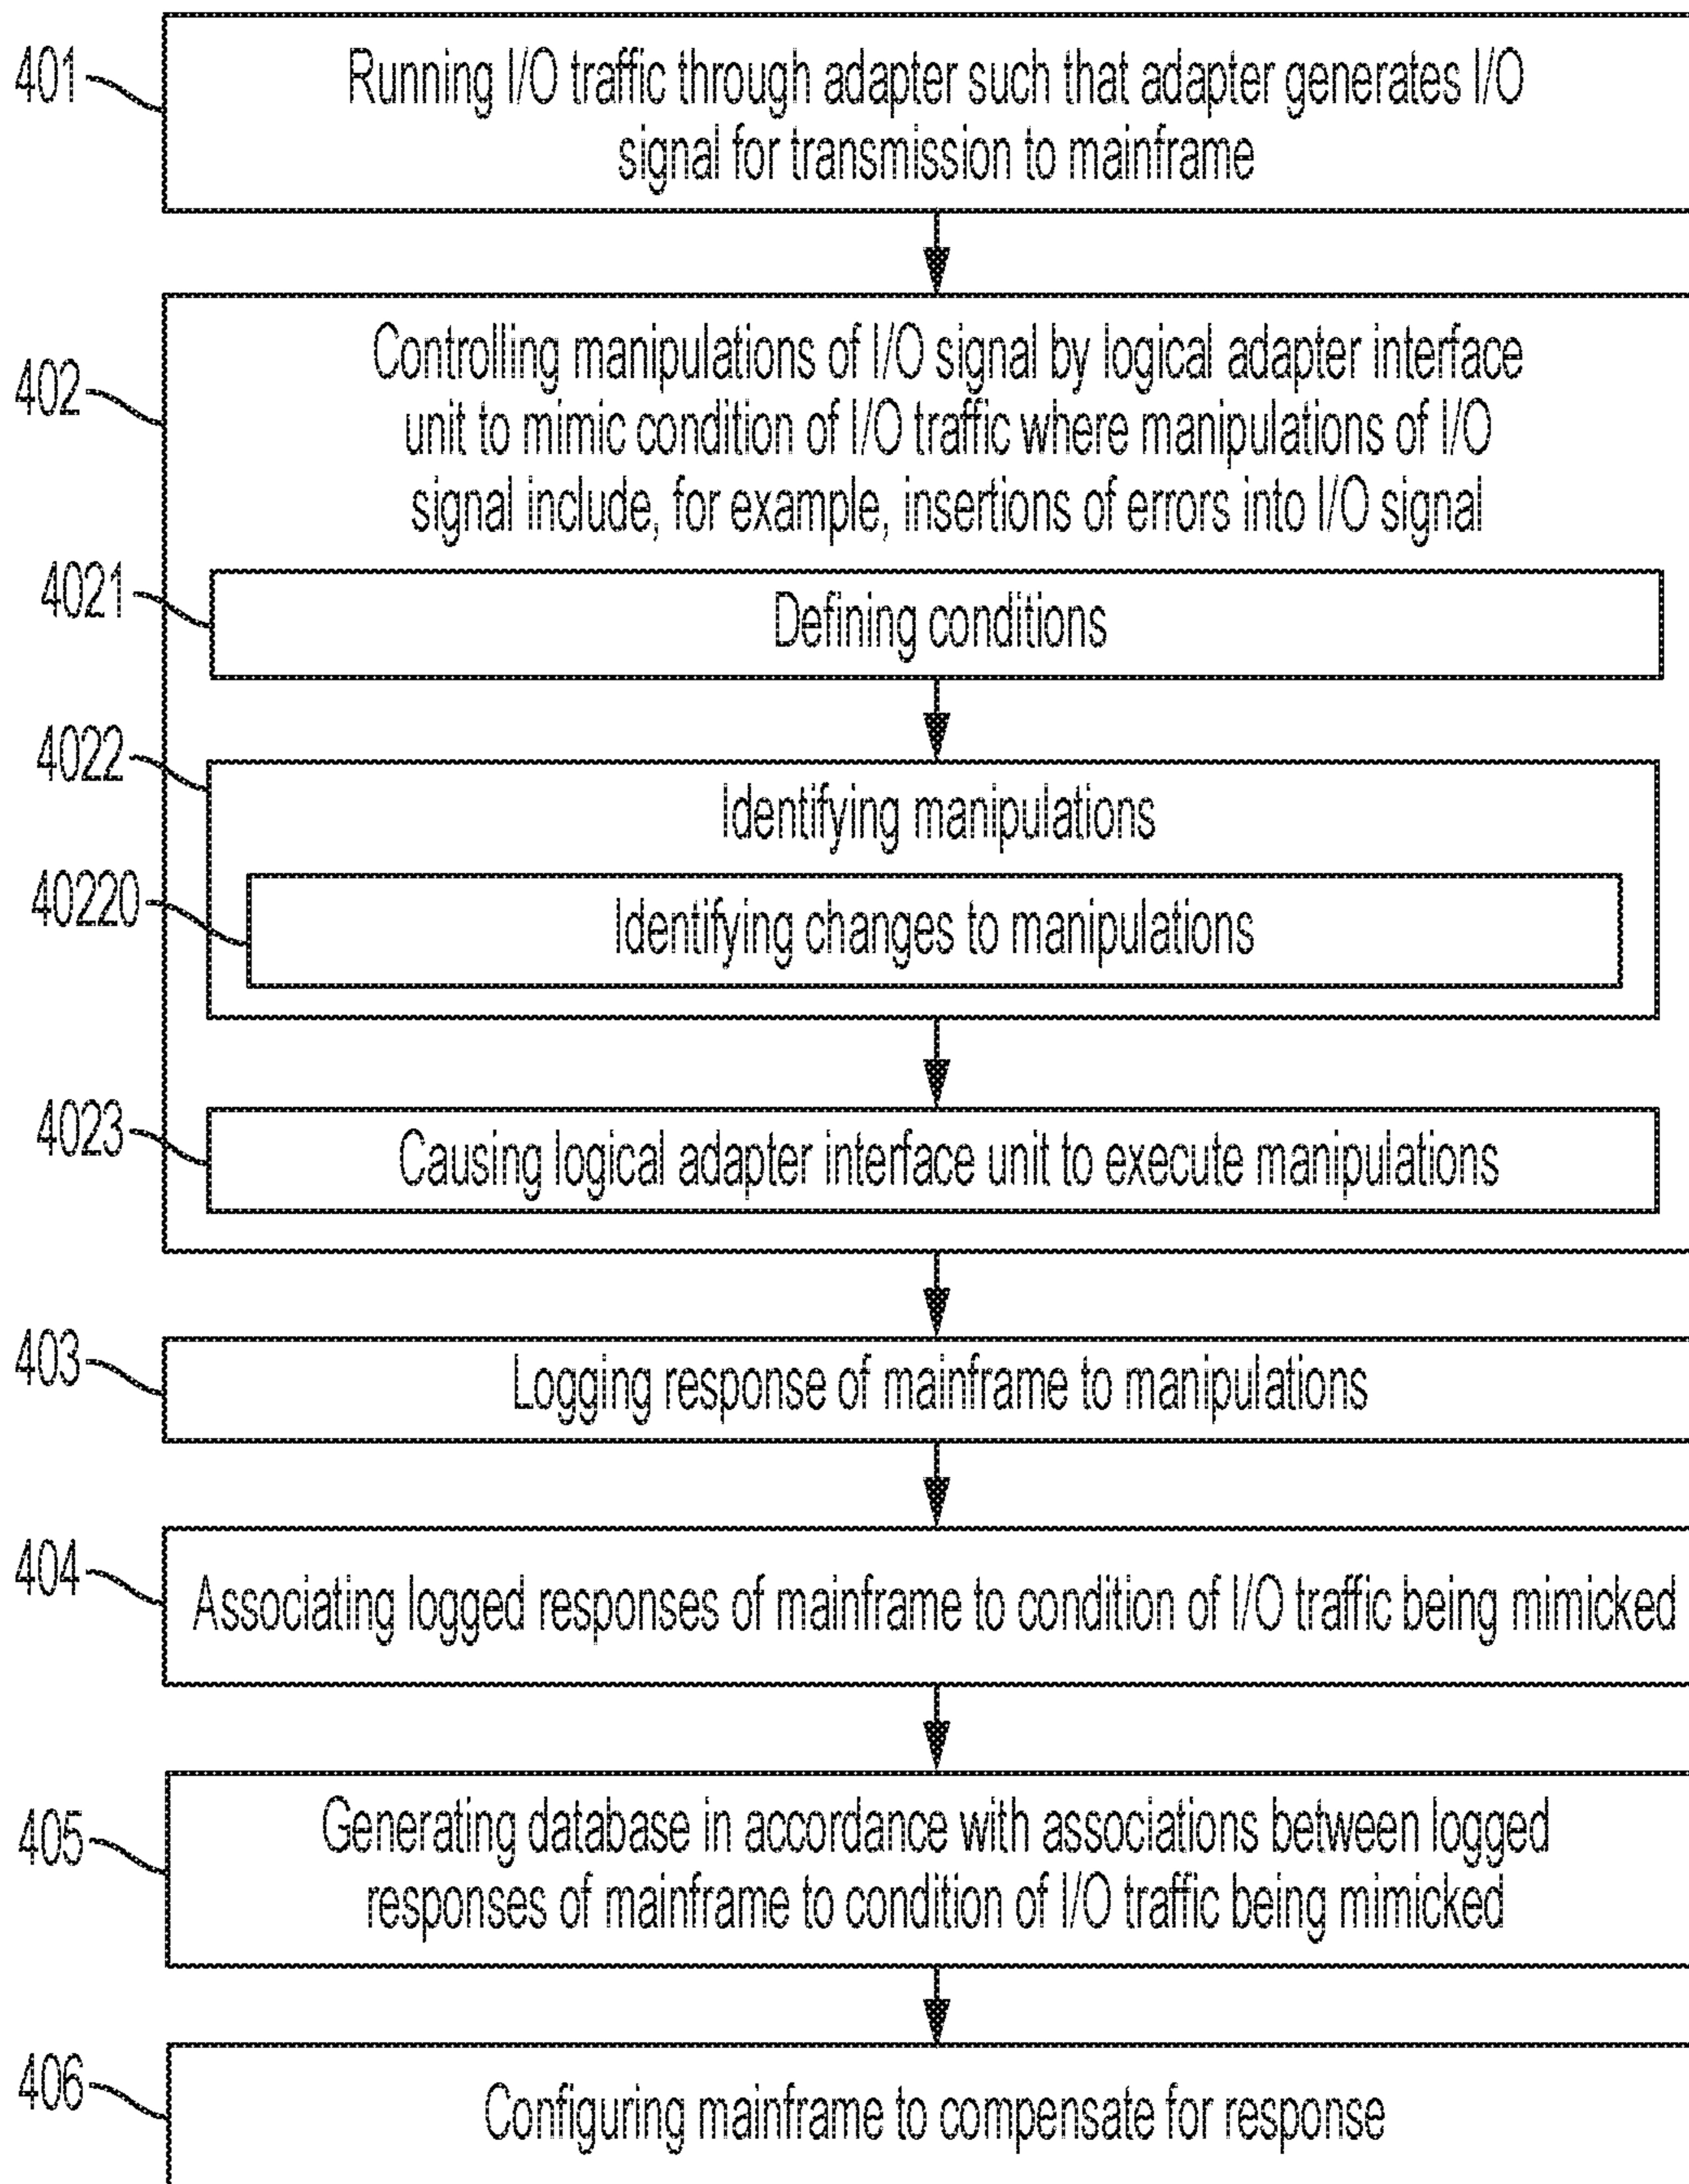 401
Running I/O traffic through adapter such that adapter generates I/O
signal for transmission to mainframe
402
Controlling manipulations of I/O signal by logical adapter interface
unit to mimic condition of I/O traffic where manipulations of I/O
signal include, for example, insertions of errors into I/O signal
4021
Defining conditions
4022
Identifying manipulations
40220
Identifying changes to manipulations
4023
Causing logical adapter interface unit to execute manipulations
403
Logging response of mainframe to manipulations
404
Associating logged responses of mainframe to condition of I/O traffic being mimicked
405
Generating database in accordance with associations between logged
responses of mainframe to condition of I/O traffic being mimicked
406
Configuring mainframe to compensate for response